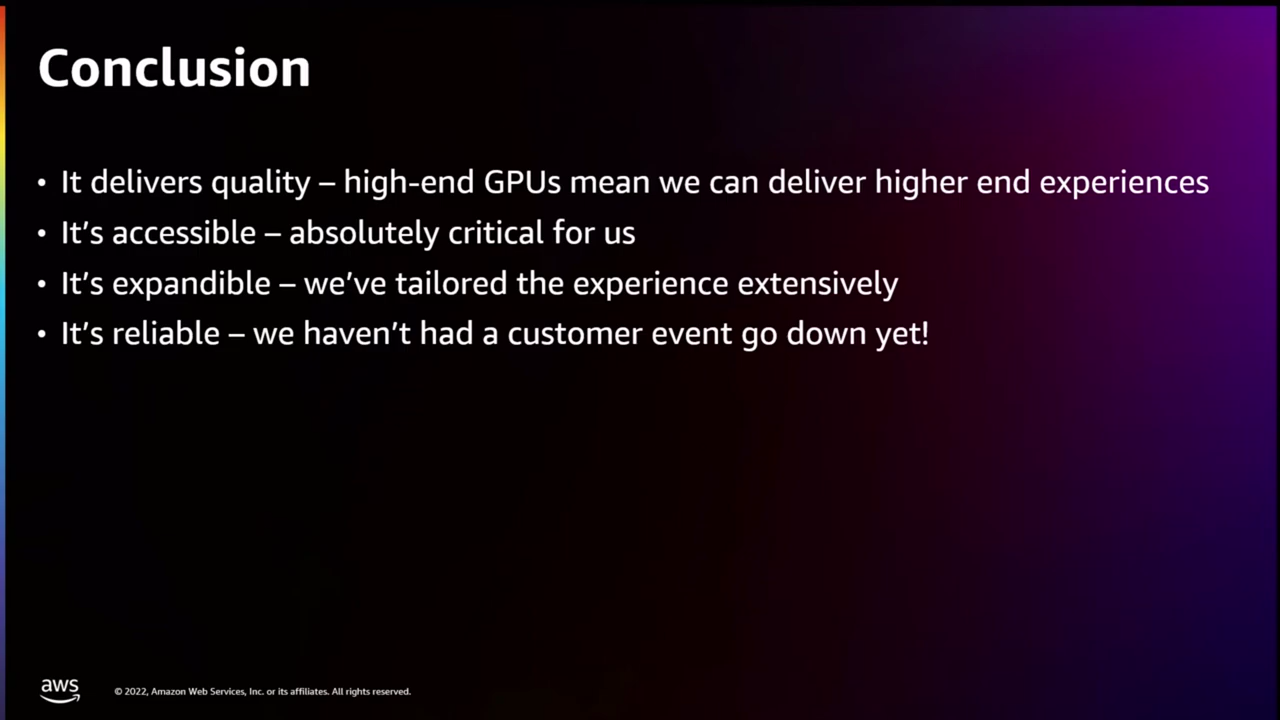 Conclusion
• It delivers quality – high-end GPUs mean we can deliver higher end experiences
• It’s accessible – absolutely critical for us
• It’s expandible – we’ve tailored the experience extensively
• It’s reliable – we haven’t had a customer event go down yet!
aws
© 2022, Amazon Web Services, Inc. or its affiliates. All rights reserved.